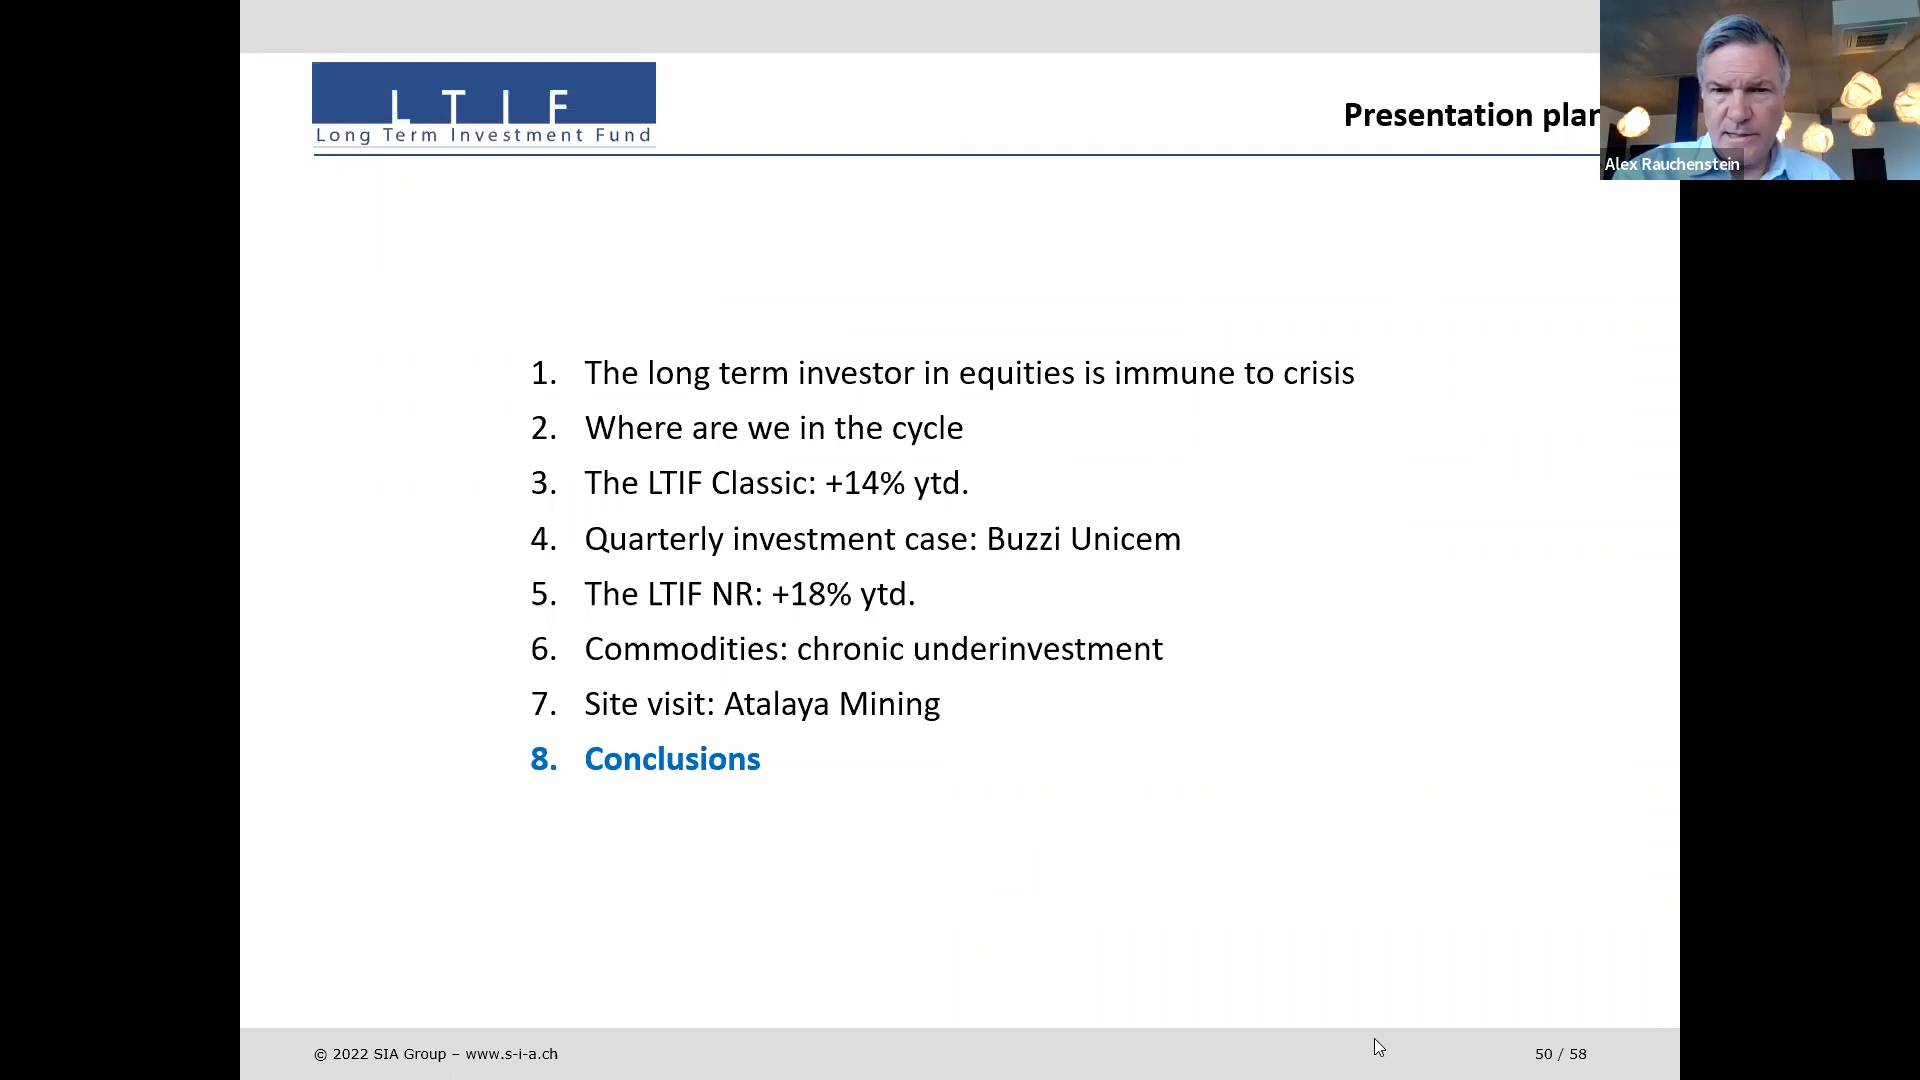 LTIF
Long Term Investment Fund
Presentation plan
Alex Rauchenstein
1. The long term investor in equities is immune to crisis
2. Where are we in the cycle
3. The LTIF Classic: +14% ytd.
4. Quarterly investment case: Buzzi Unicem
5. The LTIF NR: +18% ytd.
6. Commodities: chronic underinvestment
7. Site visit: Atalaya Mining
8. Conclusions
© 2022 SIA Group – www.s-i-a.ch
50 / 58